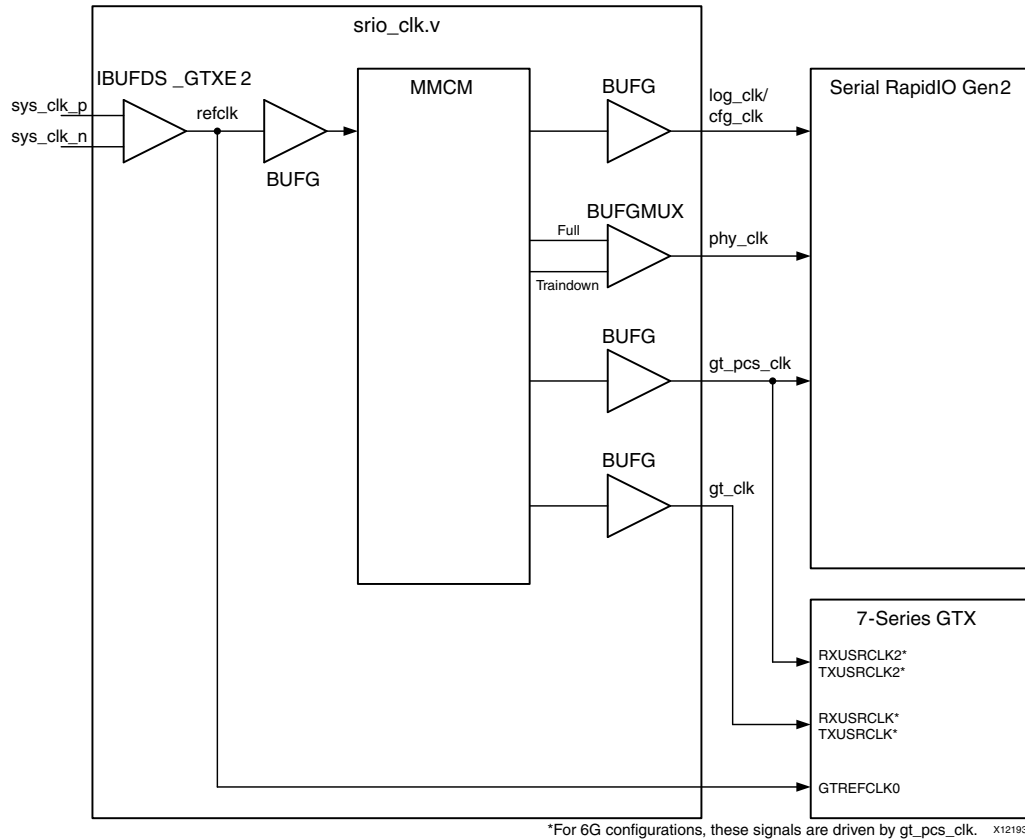 srio_clk.v
IBUFDS _GTXE2
MMCM
BUFG
log_clk/
cfg_clk
Serial RapidIO Gen2
sys_clk_p
sys_clk_n
refclk
BUFG
BUFGMUX
Full
Traindown
phy_clk
BUFG
gt_pcs_clk
BUFG
gt_clk
7-Series GTX
RXUSRCLK2*
TXUSRCLK2*
RXUSRCLK*
TXUSRCLK*
GTREFCLK0
*For 6G configurations, these signals are driven by gt_pcs_clk. X12193